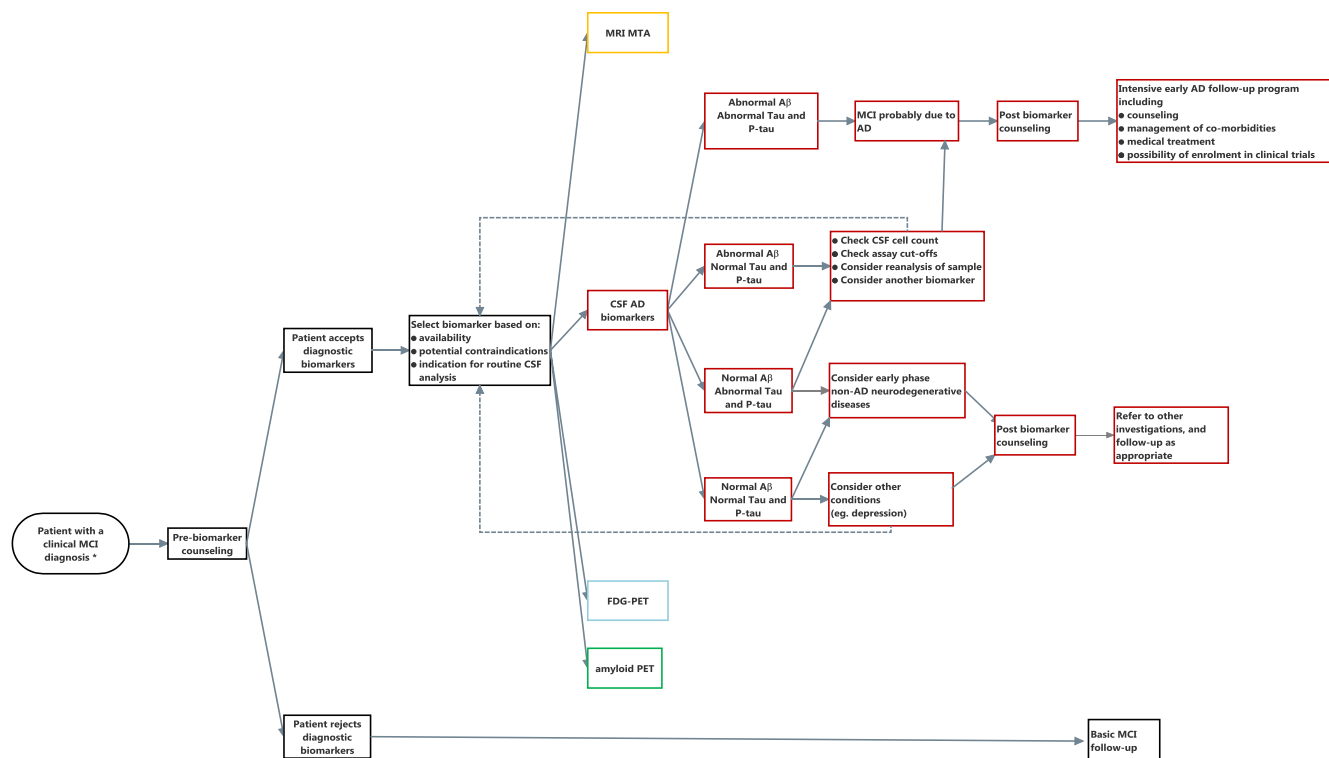 MRI MTA
Abnormal Aβ
Abnormal Tau and
P-tau
MCI probably due to
AD
Post biomarker
counseling
Intensive early AD follow-up program
including
● counseling
● management of co-morbidities
● medical treatment
● possibility of enrolment in clinical trials
Abnormal Aβ
Normal Tau and
P-tau
● Check CSF cell count
● Check assay cut-offs
● Consider reanalysis of sample
● Consider another biomarker
CSF AD
biomarkers
Patient accepts
diagnostic
biomarkers
Select biomarker based on:
● availability
● potential contraindications
● indication for routine CSF
analysis
Normal Aβ
Abnormal Tau
and P-tau
Consider early phase
non-AD neurodegenerative
diseases
Post biomarker
counseling
Refer to other
investigations, and
follow-up as
appropriate
Normal Aβ
Normal Tau and
P-tau
Consider other
conditions
(eg. depression)
Patient with a
clinical MCI
diagnosis *
Pre-biomarker
counseling
FDG-PET
amyloid PET
Patient rejects
diagnostic
biomarkers
Basic MCI
follow-up